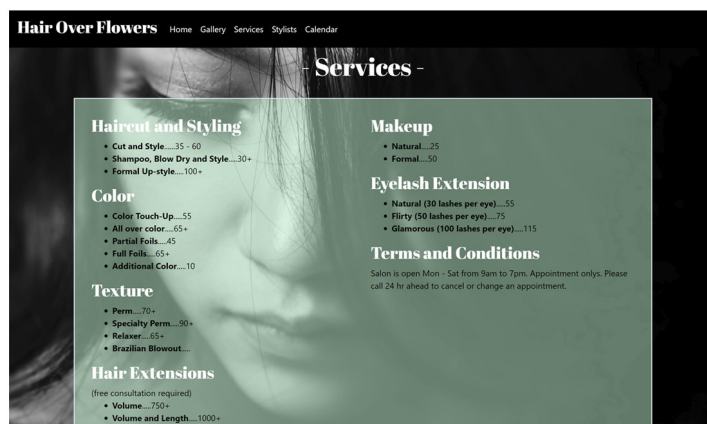 Hair Over Flowers Home Gallery Services Stylists Calendar
- Services -
Haircut and Styling
Cut and Style.....35 - 60
Shampoo, Blow Dry and Style....30+
Formal Up-style....100+
Color
Color Touch-Up....55
All over color....65+
Partial Foils....45
Full Foils....65+
Additional Color....10
Texture
Perm....70+
Specialty Perm....90+
Relaxer....65+
Brazilian Blowout....
Hair Extensions
(free consultation required)
Volume....750+
Volume and Length....1000+
Makeup
Natural....25
Formal....50
Eyelash Extension
Natural (30 lashes per eye)....55
Flirty (50 lashes per eye)....75
Glamorous (100 lashes per eye)....115
Terms and Conditions
Salon is open Mon - Sat from 9am to 7pm. Appointment onlys. Please
call 24 hr ahead to cancel or change an appointment.